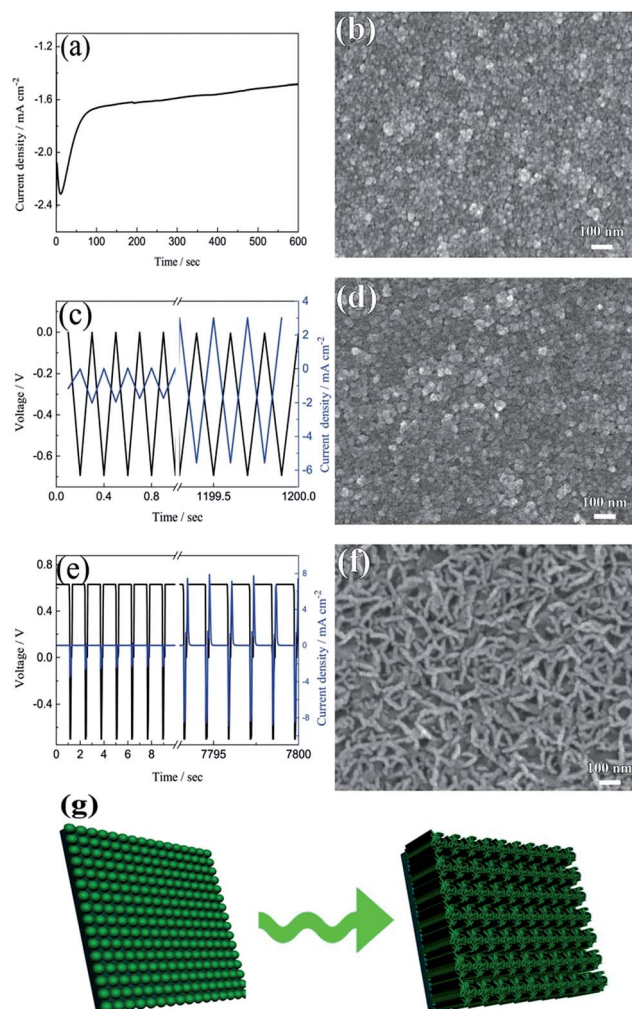 (a)
-1.2
-1.6
-2.0
-2.4
Current density / mA cm-2
0 100 200 300 400 500 600
Time / sec
(b)
100 nm
(c)
0.0
-0.2
-0.4
-0.6
Voltage / V
4
2
0
-2
-4
-6
Current density / mA cm-2
0.0 0.4 0.8 1199.5 1200.0
Time / sec
(d)
100 nm
(e)
0.8
0.4
0.0
-0.4
Voltage / V
8
4
0
-4
-8
Current density / mA cm-2
0 2 4 6 8 7795 7800
Time / sec
(f)
100 nm
(g)